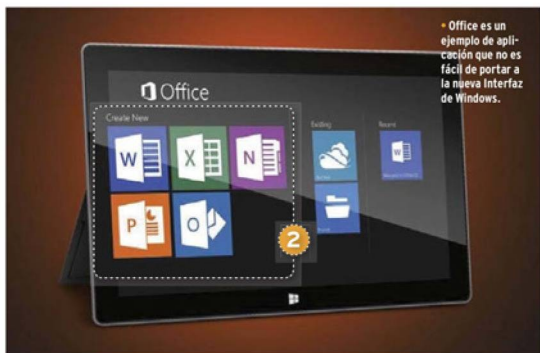 • Office es un
ejemplo de apli-
cación que no es
fácil de portar a
la nueva Interfaz
de Windows.
Office
Create New
Existing
Recent
W
X
N
W
P
O
2